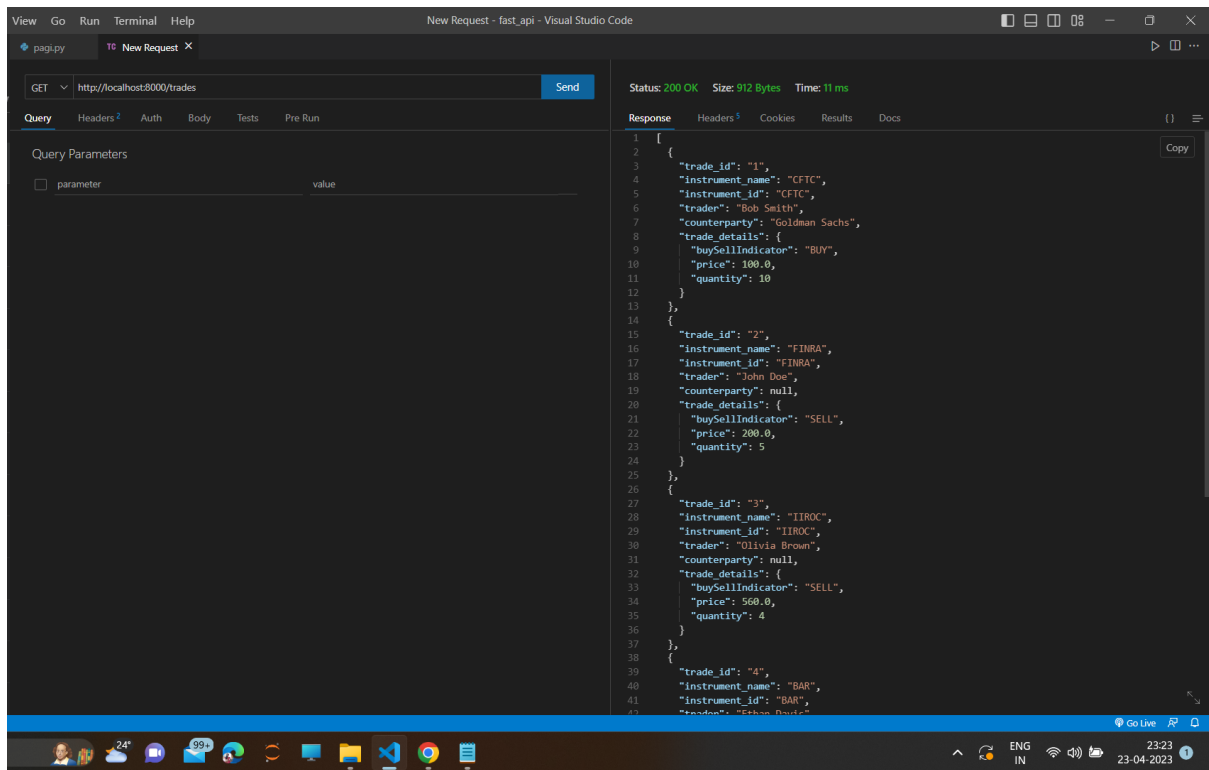 View Go Run Terminal Help New Request - fast_api - Visual Studio Code
pagi.py TC New Request
GET http://localhost:8000/trades Send
Status: 200 OK Size: 912 Bytes Time: 11 ms
Query Headers 2 Auth Body Tests Pre Run
Response Headers 5 Cookies Results Docs { }
Query Parameters
parameter value
Copy
1 [
2 {
3 "trade_id": "1",
4 "instrument_name": "CFTC",
5 "instrument_id": "CFTC",
6 "trader": "Bob Smith",
7 "counterparty": "Goldman Sachs",
8 "trade_details": {
9 "buySellIndicator": "BUY",
10 "price": 100.0,
11 "quantity": 10
12 }
13 },
14 {
15 "trade_id": "2",
16 "instrument_name": "FINRA",
17 "instrument_id": "FINRA",
18 "trader": "John Doe",
19 "counterparty": null,
20 "trade_details": {
21 "buySellIndicator": "SELL",
22 "price": 200.0,
23 "quantity": 5
24 }
25 },
26 {
27 "trade_id": "3",
28 "instrument_name": "IIROC",
29 "instrument_id": "IIROC",
30 "trader": "Olivia Brown",
31 "counterparty": null,
32 "trade_details": {
33 "buySellIndicator": "SELL",
34 "price": 560.0,
35 "quantity": 4
36 }
37 },
38 {
39 "trade_id": "4",
40 "instrument_name": "BAR",
41 "instrument_id": "BAR",
42 "trader": "Ethan Davis"
Go Live
24° 99+ ENG IN 23:23 23-04-2023 1